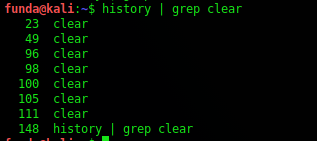 funda@kali:~$ history | grep clear
23 clear
49 clear
96 clear
98 clear
100 clear
105 clear
111 clear
148 history | grep clear
funda@kali:~$